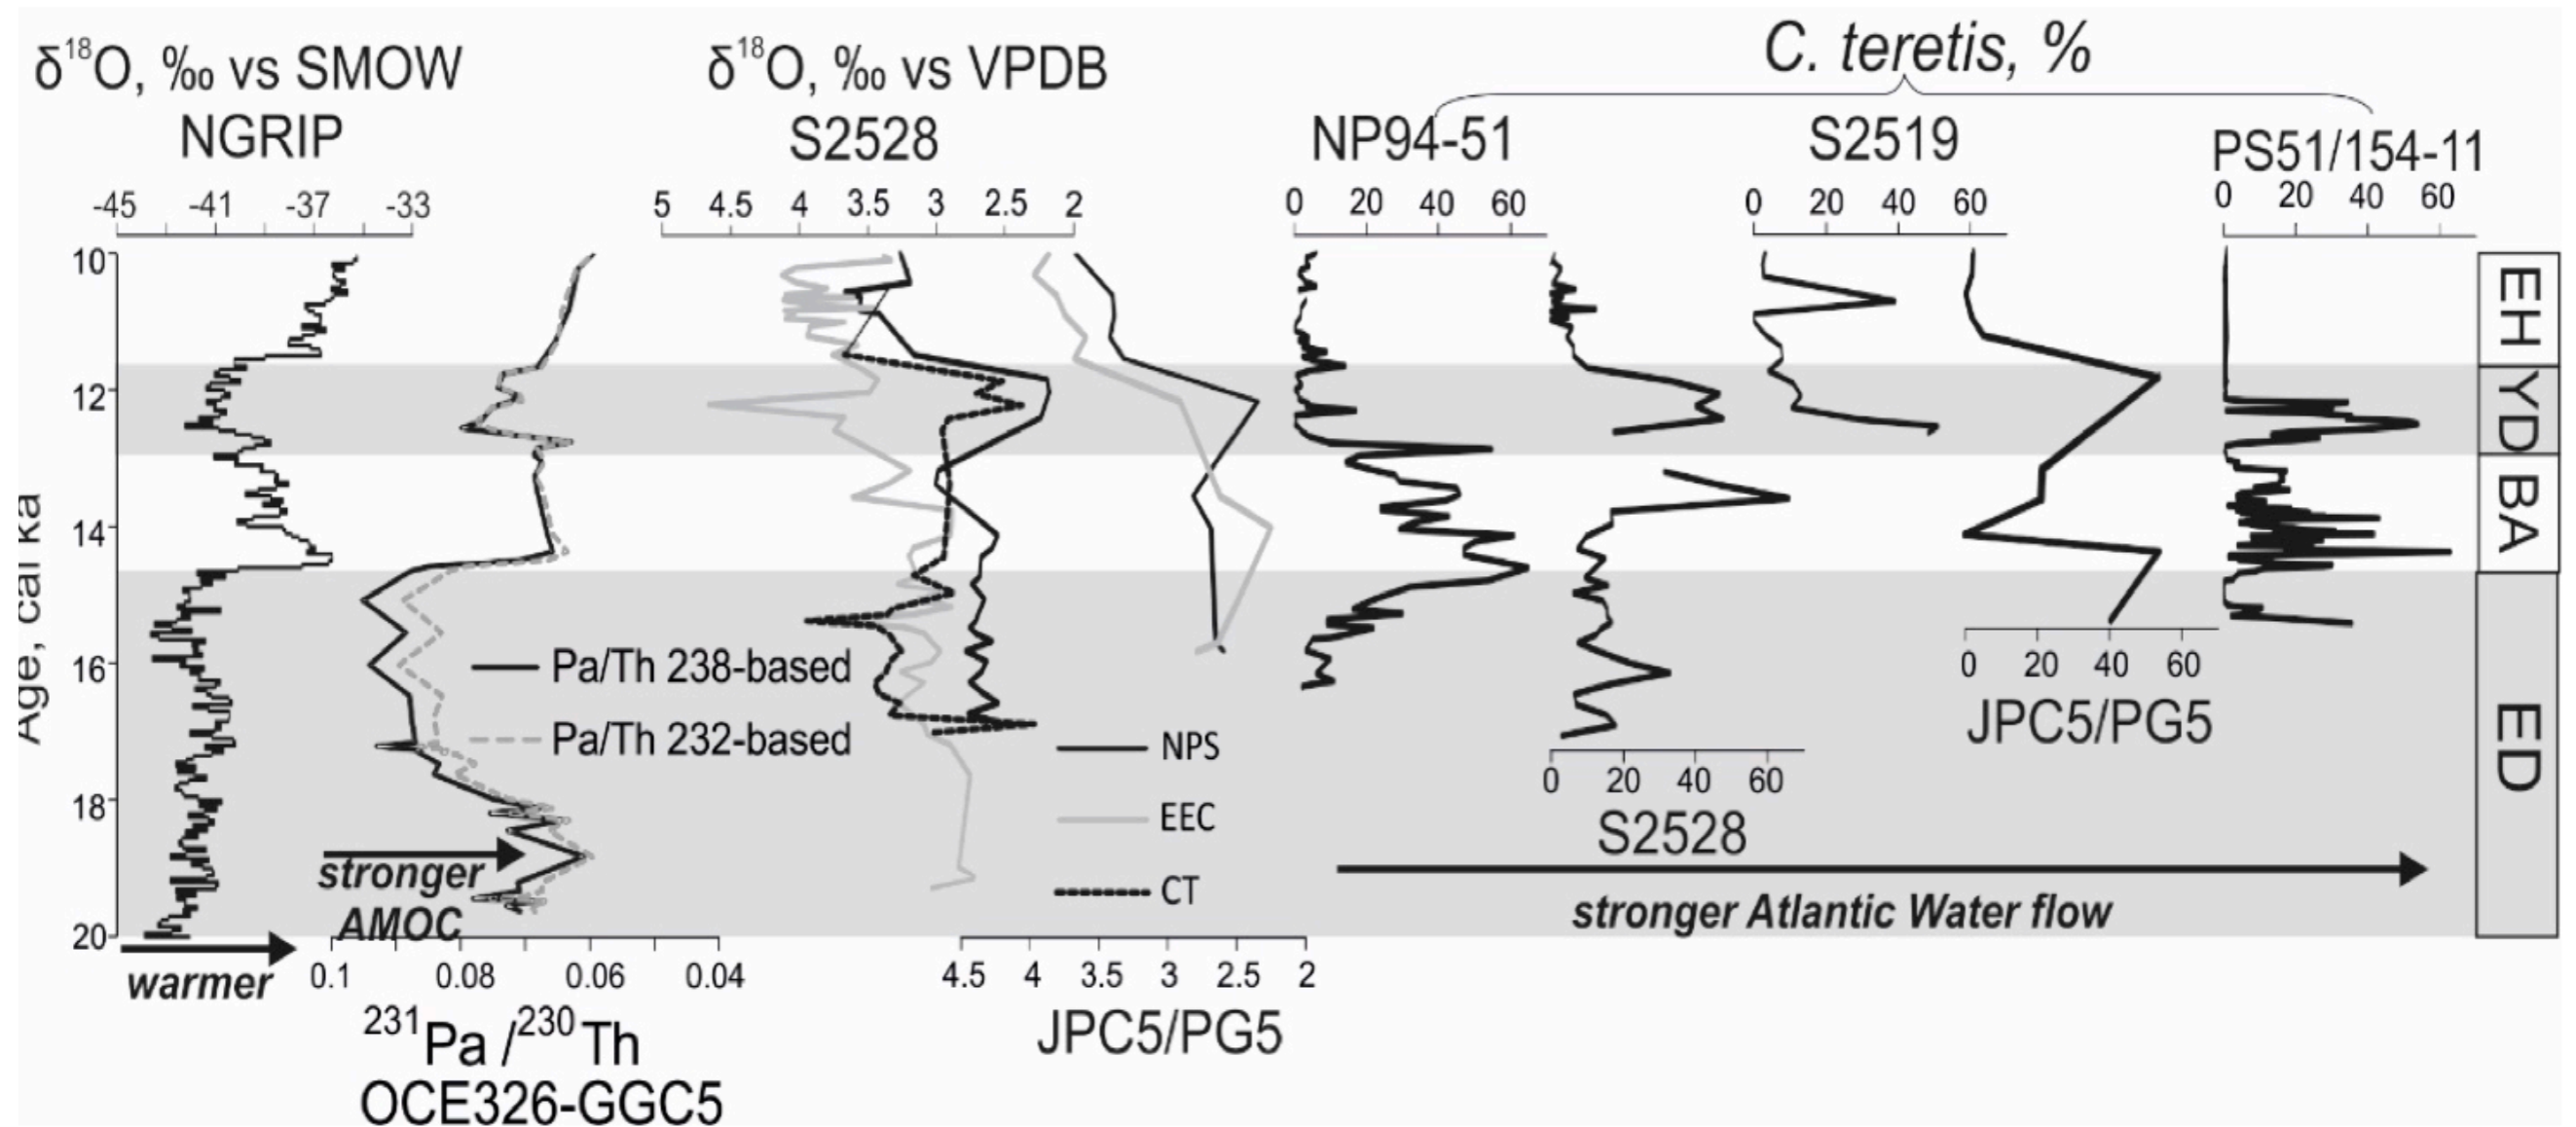 δ¹⁸O, ‰ vs SMOW
NGRIP
δ¹⁸O, ‰ vs VPDB
S2528
C. teretis, %
NP94-51
S2519
PS51/154-11
-45 -41 -37 -33
5 4.5 4 3.5 3 2.5 2
0 20 40 60
0 20 40 60
0 20 40 60
Age, cal ka
10
12
14
16
18
20
EH
YD
BA
ED
Pa/Th 238-based
Pa/Th 232-based
NPS
EEC
CT
0 20 40 60
JPC5/PG5
0 20 40 60
S2528
stronger
AMOC
stronger Atlantic Water flow
warmer
0.1 0.08 0.06 0.04
²³¹Pa /²³⁰Th
OCE326-GGC5
4.5 4 3.5 3 2.5 2
JPC5/PG5